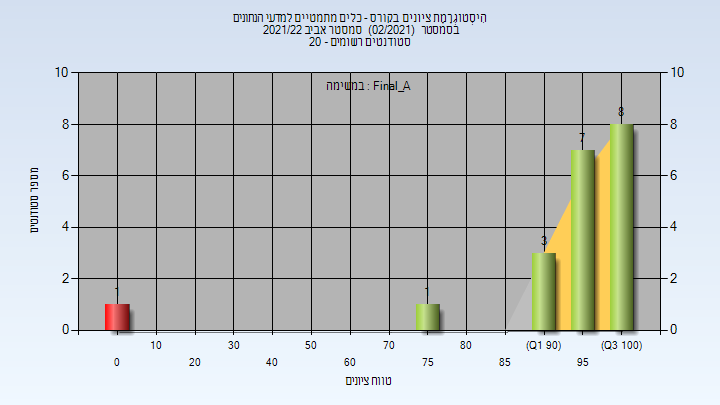 היסטוגרמת ציונים בקורס - כלים מתמטיים למדעי הנתונים
בסמסטר (02/2021) סמסטר אביב 2021/22
סטודנטים רשומים - 20
במשימה : Final_A
מספר סטודנטים
10 10
8 8
6 6
4 4
2 2
0 0
1 1 3 7 8
10 30 50 70 80 (Q1 90) (Q3 100)
0 20 40 60 75 85 95
טווח ציונים